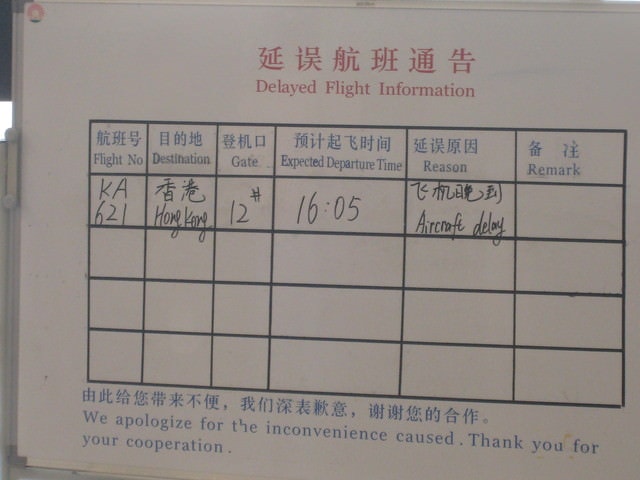 延误航班通告
Delayed Flight Information
航班号 目的地 登机口 预计起飞时间 延误原因 备注
Flight No Destination Gate Expected Departure Time Reason Remark
KA 香港 12# 16:05 飞机晚到
621 Hong Kong Aircraft delay
由此给您带来不便，我们深表歉意，谢谢您的合作。
We apologize for the inconvenience caused. Thank you for
your cooperation.